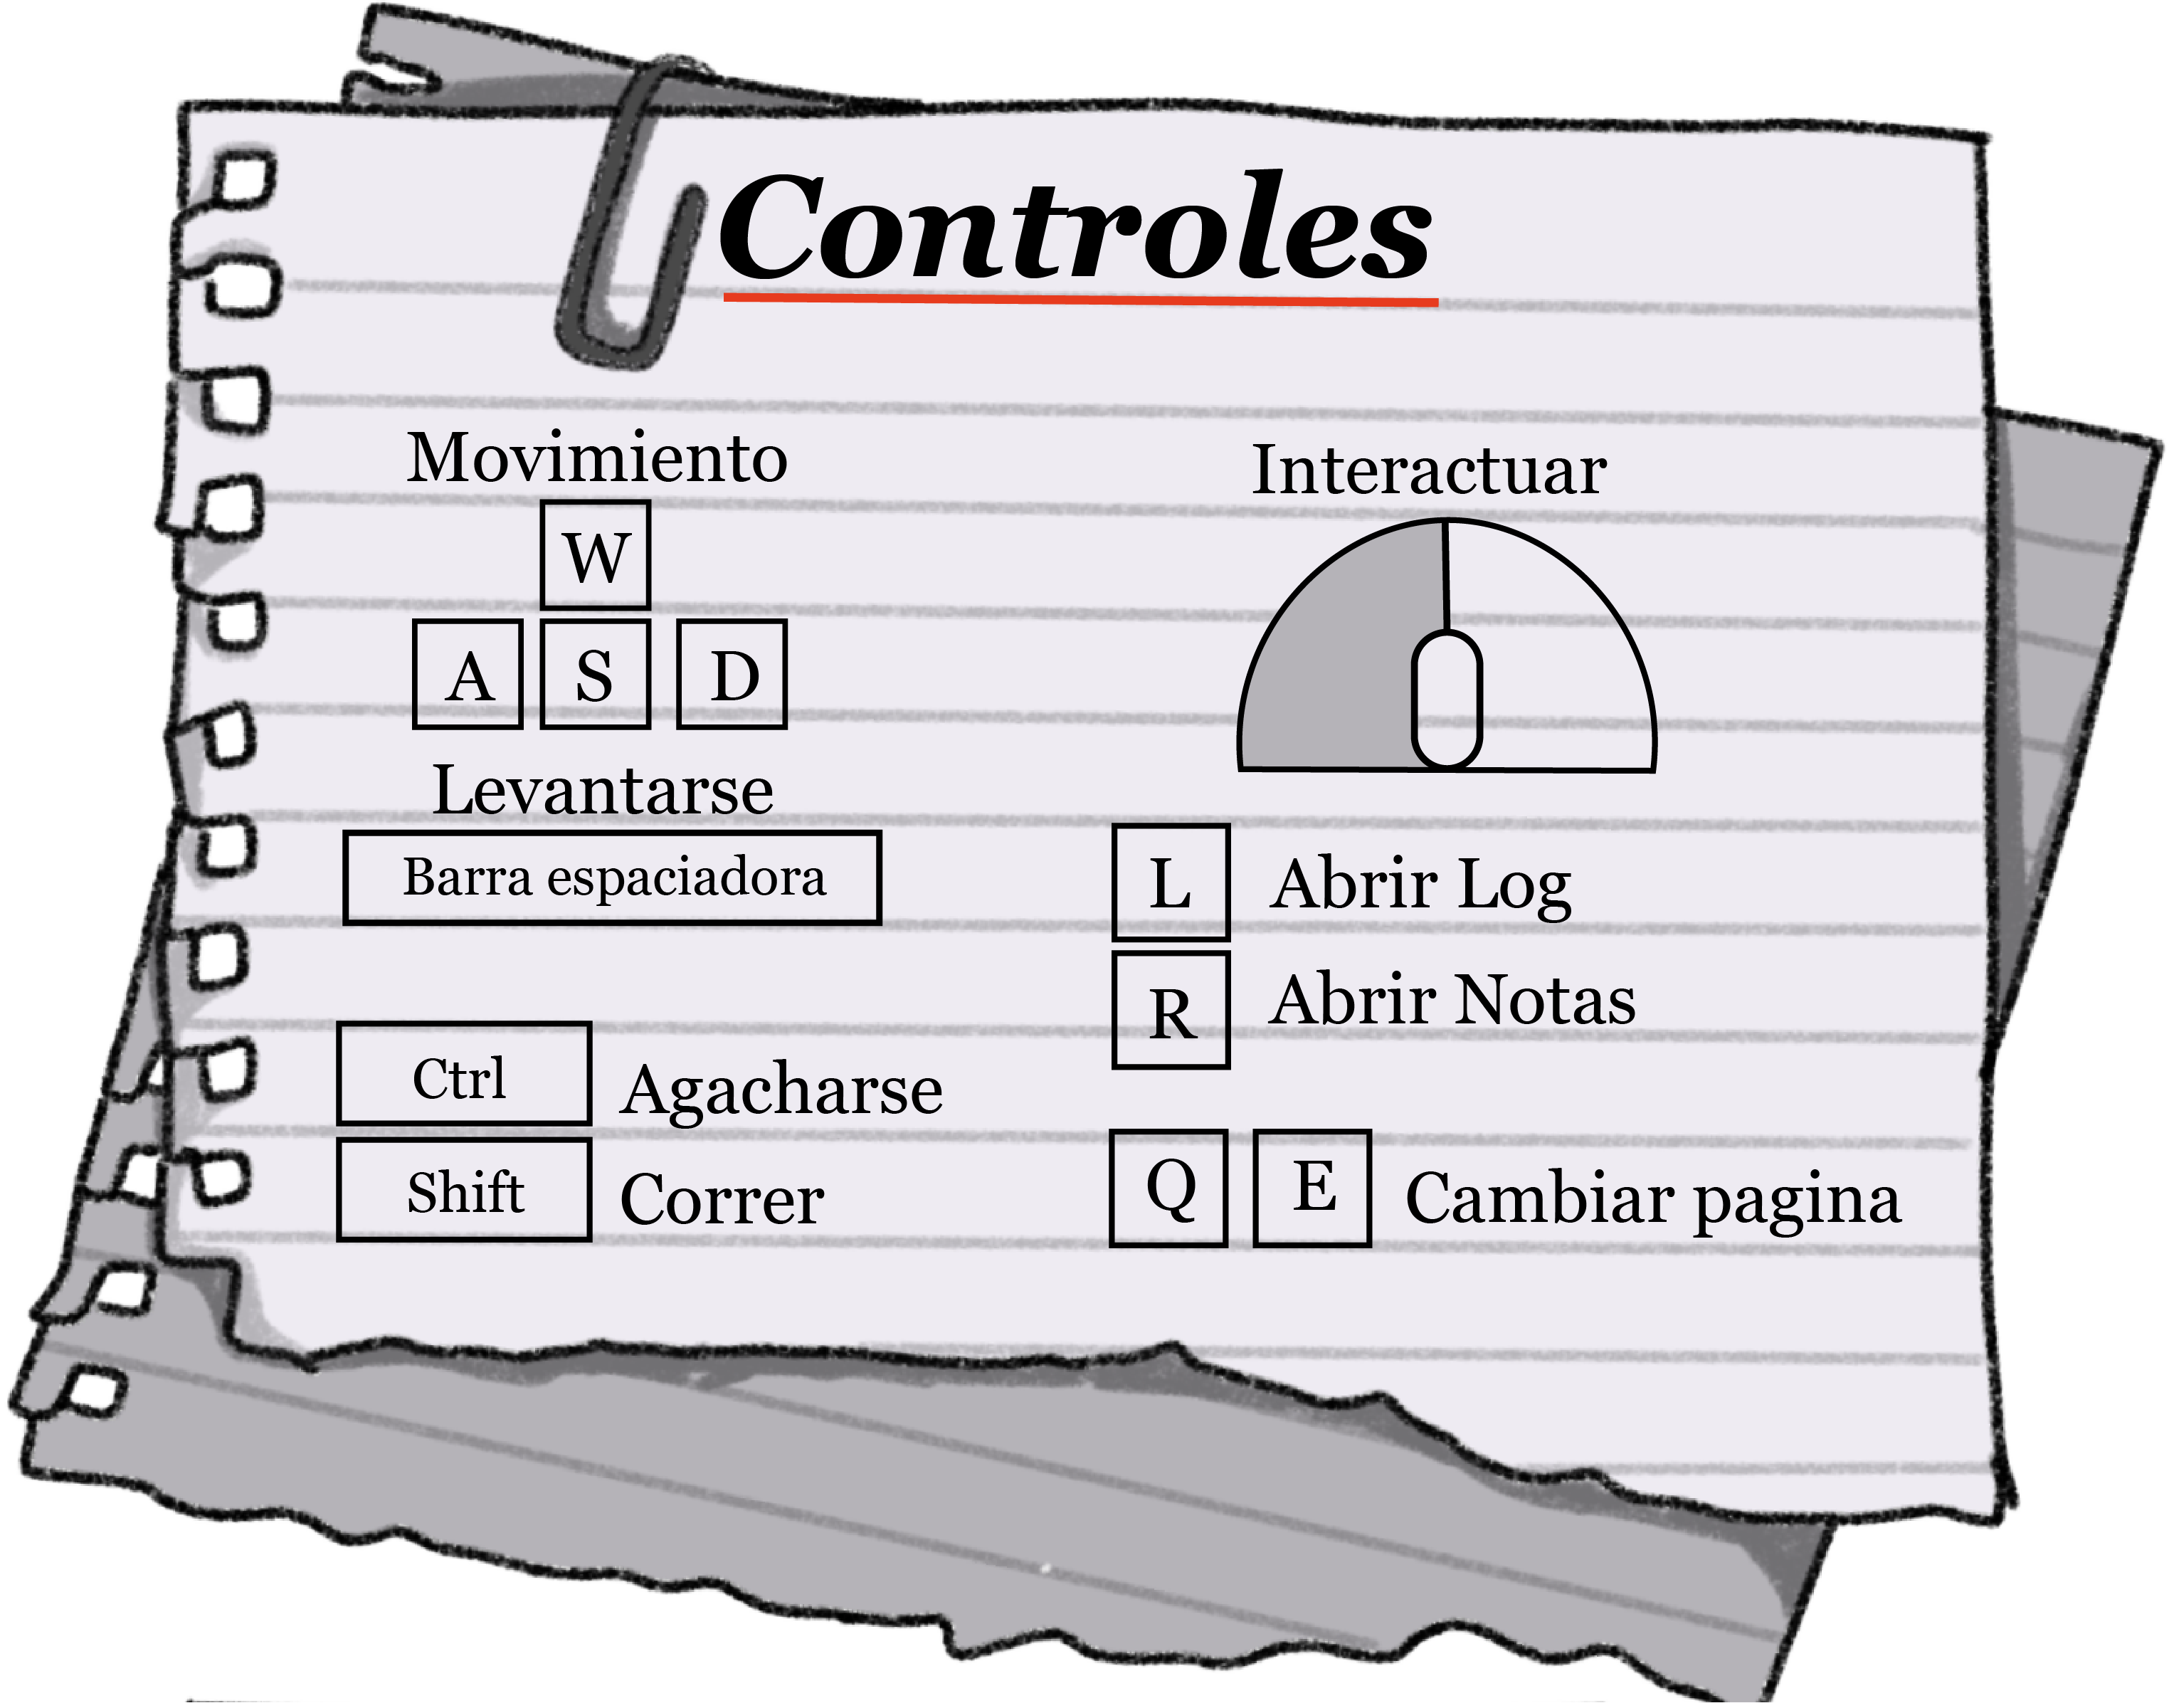 Controles
Movimiento
W
A S D
Levantarse
Barra espaciadora
Ctrl Agacharse
Shift Correr
Interactuar
L Abrir Log
R Abrir Notas
Q E Cambiar pagina